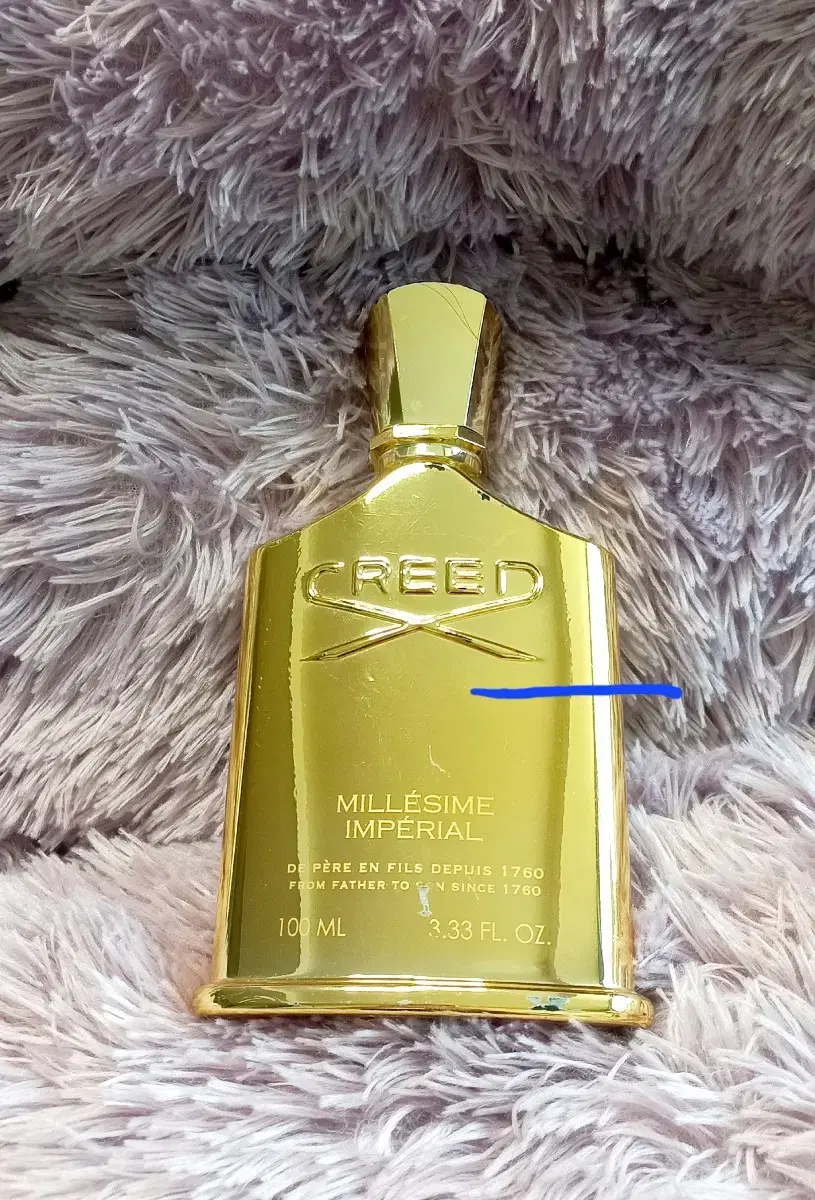 CREED
MILLÉSIME
IMPÉRIAL
DE PÈRE EN FILS DEPUIS 1760
FROM FATHER TO SON SINCE 1760
100 ML 3.33 FL. OZ.